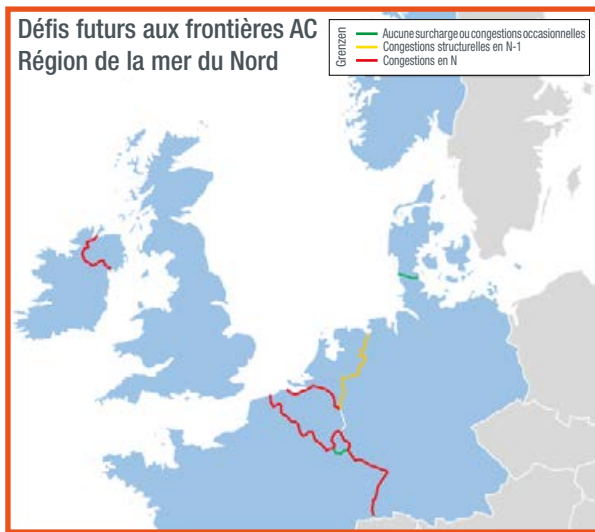 Défis futurs aux frontières AC
Région de la mer du Nord
Grenzen
Aucune surcharge ou congestions occasionnelles
Congestions structurelles en N-1
Congestions en N